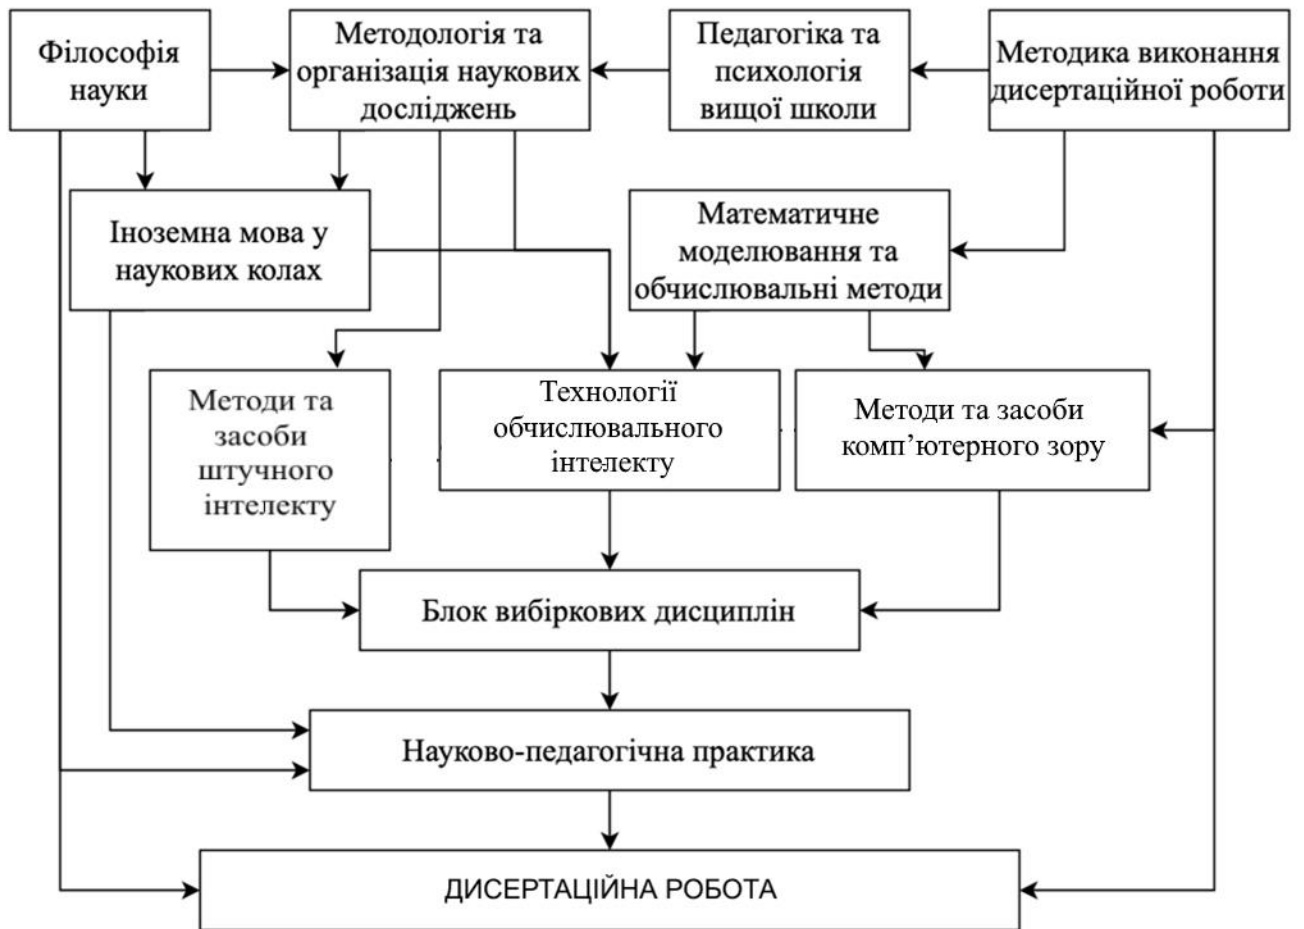 Філософія
науки
Методологія та
організація наукових
досліджень
Педагогіка та
психологія
вищої школи
Методика виконання
дисертаційної роботи
Іноземна мова у
наукових колах
Математичне
моделювання та
обчислювальні методи
Методи та
засоби
штучного
інтелекту
Технології
обчислювального
інтелекту
Методи та засоби
комп’ютерного зору
Блок вибіркових дисциплін
Науково-педагогічна практика
ДИСЕРТАЦІЙНА РОБОТА